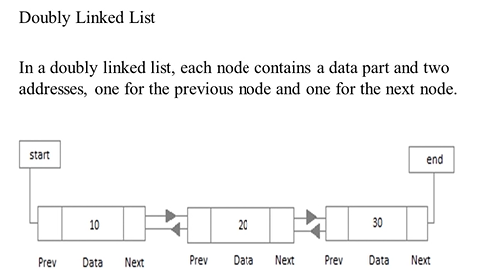 Doubly Linked List
In a doubly linked list, each node contains a data part and two
addresses, one for the previous node and one for the next node.
start
end
10
20
30
Prev Data Next Prev Data Next Prev Data Next